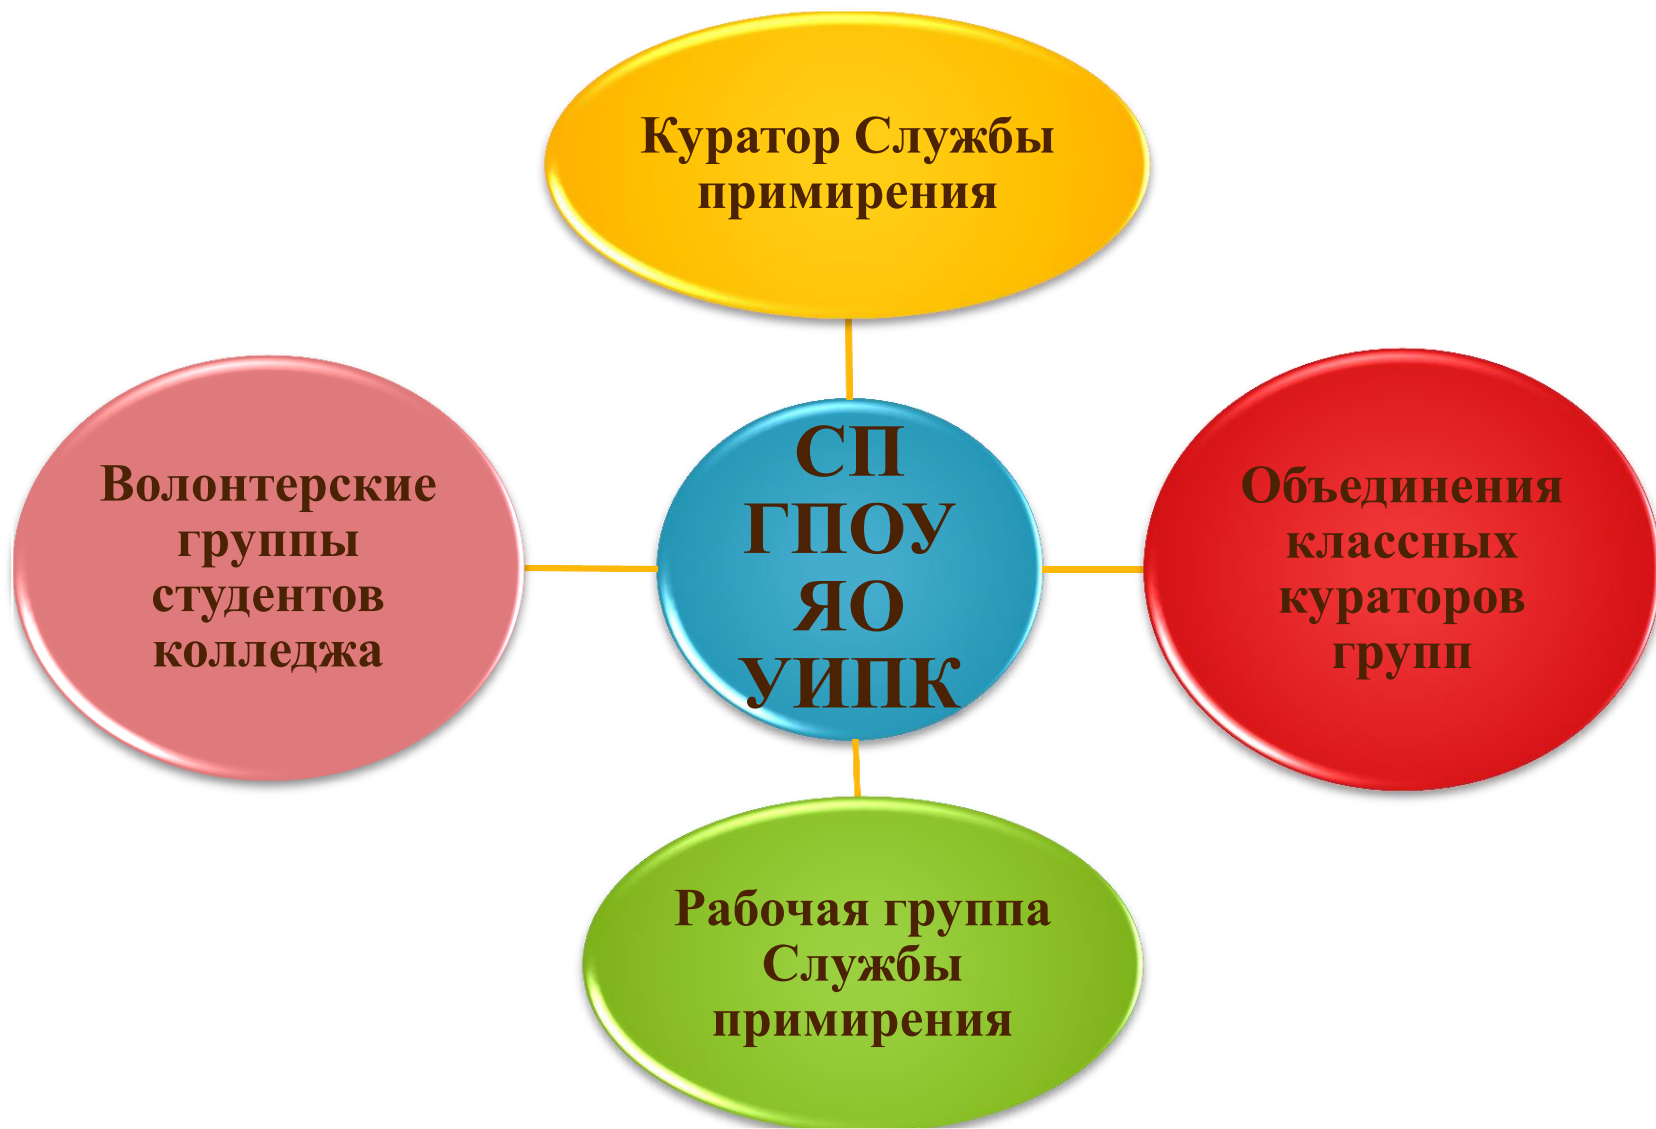 Куратор Службы
примирения
Волонтерские
группы
студентов
колледжа
СП
ГПОУ
ЯО
УИПК
Объединения
классных
кураторов
групп
Рабочая группа
Службы
примирения